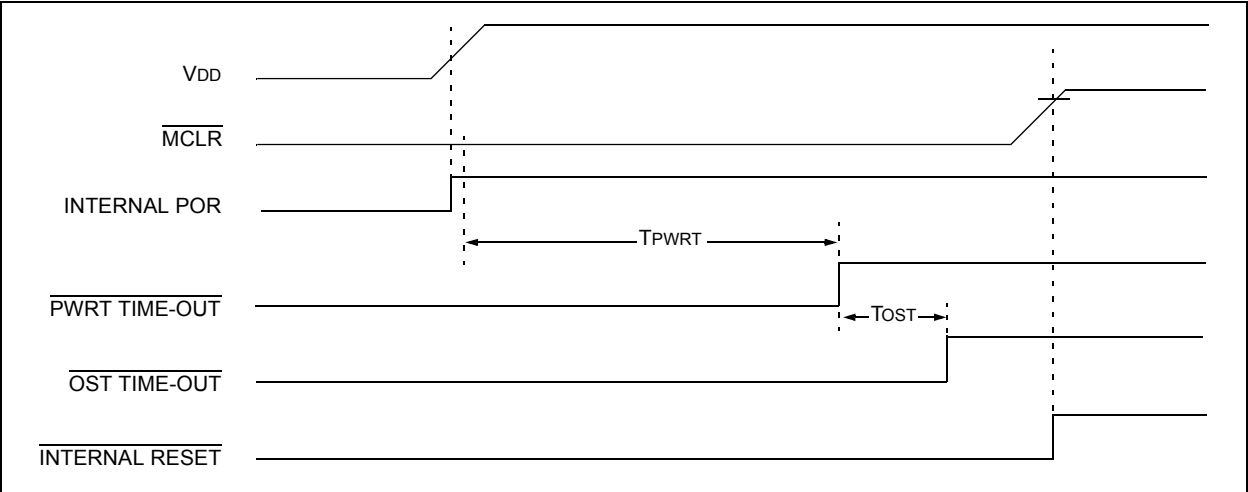 VDD
MCLR
INTERNAL POR
TPWRT
PWRT TIME-OUT
TOST
OST TIME-OUT
INTERNAL RESET